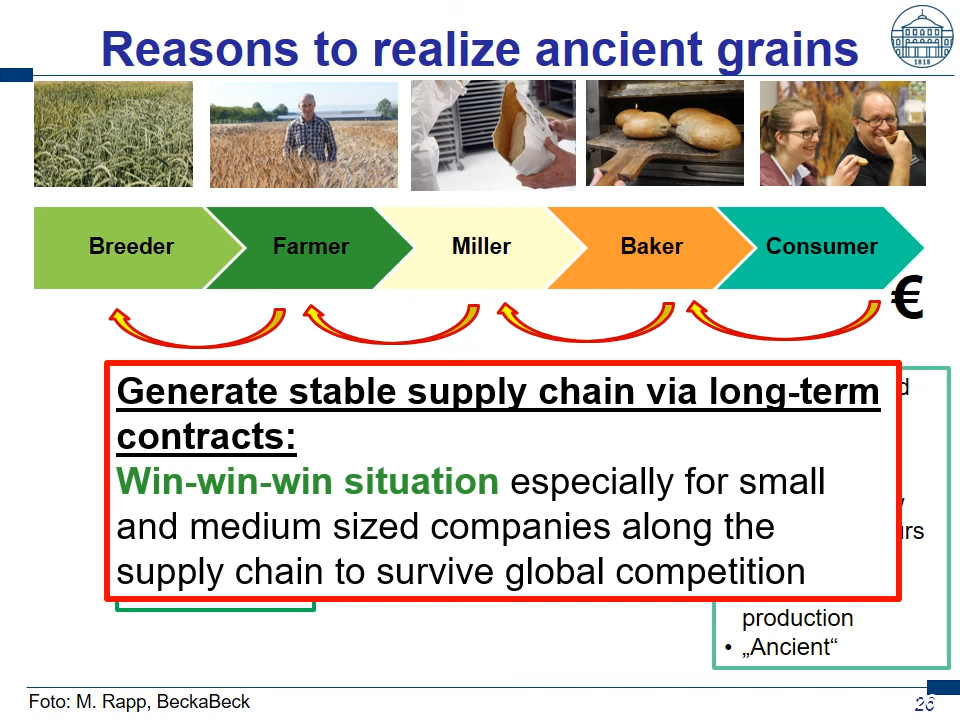 Reasons to realize ancient grains
1818
Breeder
Farmer
Miller
Baker
Consumer
€
Generate stable supply chain via long-term
contracts:
Win-win-win situation especially for small
and medium sized companies along the
supply chain to survive global competition
production
• „Ancient“
Foto: M. Rapp, BeckaBeck
26